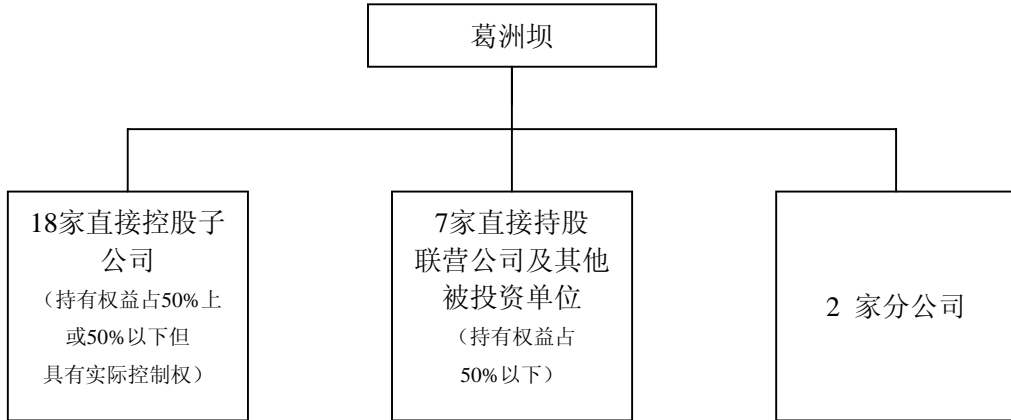 葛洲坝
18家直接控股子
公司
（持有权益占50%上
或50%以下但
具有实际控制权）
7家直接持股
联营公司及其他
被投资单位
（持有权益占
50%以下）
2 家分公司